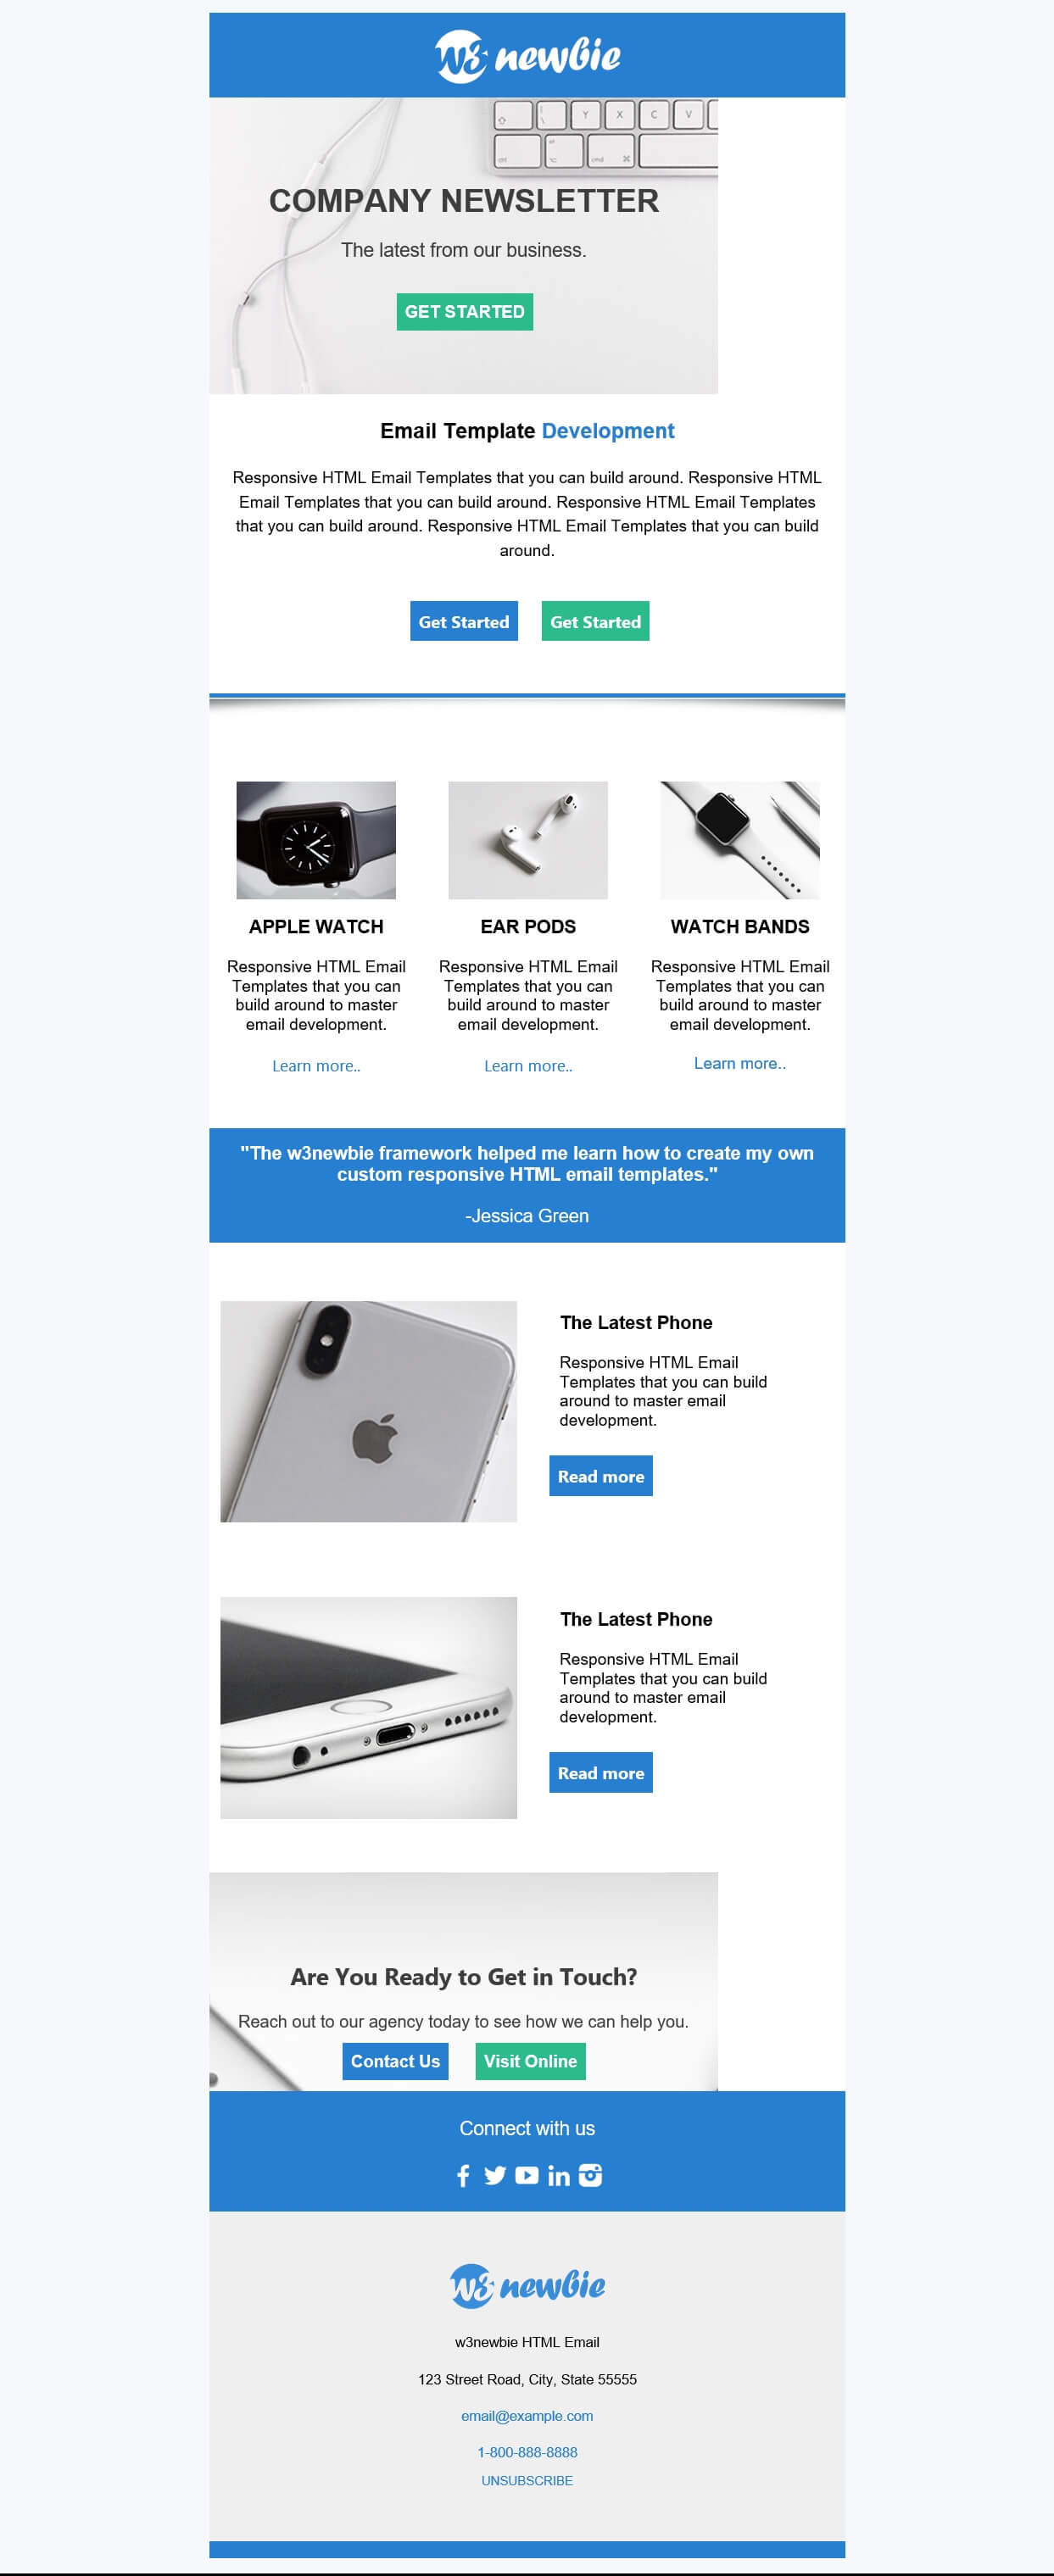 w3 newbie
Y X C V
ctrl alt cmd ⌘
COMPANY NEWSLETTER
The latest from our business.
GET STARTED
Email Template Development
Responsive HTML Email Templates that you can build around. Responsive HTML
Email Templates that you can build around. Responsive HTML Email Templates
that you can build around. Responsive HTML Email Templates that you can build
around.
Get Started Get Started
APPLE WATCH
Responsive HTML Email
Templates that you can
build around to master
email development.
Learn more..
EAR PODS
Responsive HTML Email
Templates that you can
build around to master
email development.
Learn more..
WATCH BANDS
Responsive HTML Email
Templates that you can
build around to master
email development.
Learn more..
"The w3newbie framework helped me learn how to create my own
custom responsive HTML email templates."
-Jessica Green
The Latest Phone
Responsive HTML Email
Templates that you can build
around to master email
development.
Read more
The Latest Phone
Responsive HTML Email
Templates that you can build
around to master email
development.
Read more
Are You Ready to Get in Touch?
Reach out to our agency today to see how we can help you.
Contact Us Visit Online
Connect with us
w3 newbie
w3newbie HTML Email
123 Street Road, City, State 55555
email@example.com
1-800-888-8888
UNSUBSCRIBE